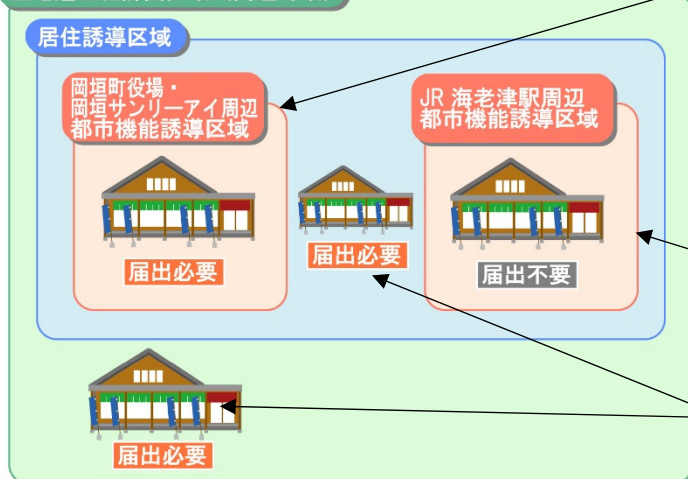 居住誘導区域
岡垣町役場・
岡垣サンリーアイ周辺
都市機能誘導区域
JR 海老津駅周辺
都市機能誘導区域
届出必要
届出必要
届出不要
届出必要